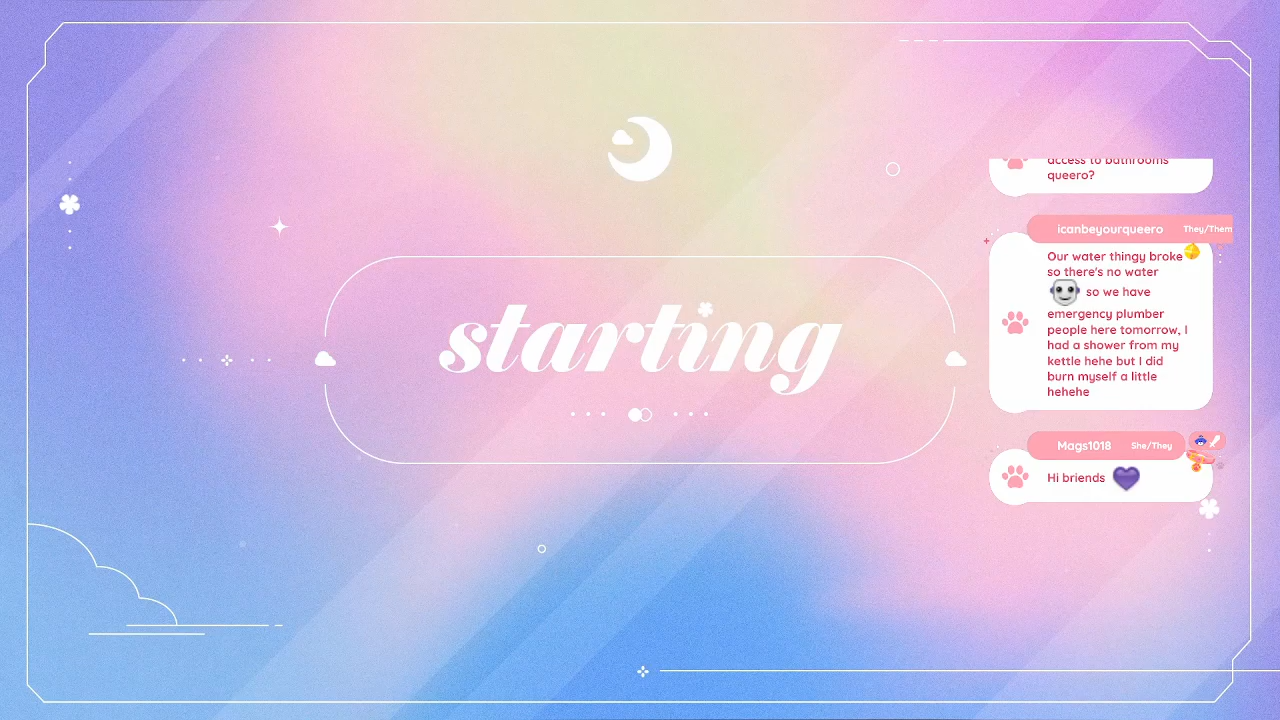 starting
access to bathrooms
queero?
icanbeyourqueero They/Them
Our water thingy broke
so there's no water
so we have
emergency plumber
people here tomorrow, I
had a shower from my
kettle hehe but I did
burn myself a little
hehehe
Mags1018 She/They
Hi briends